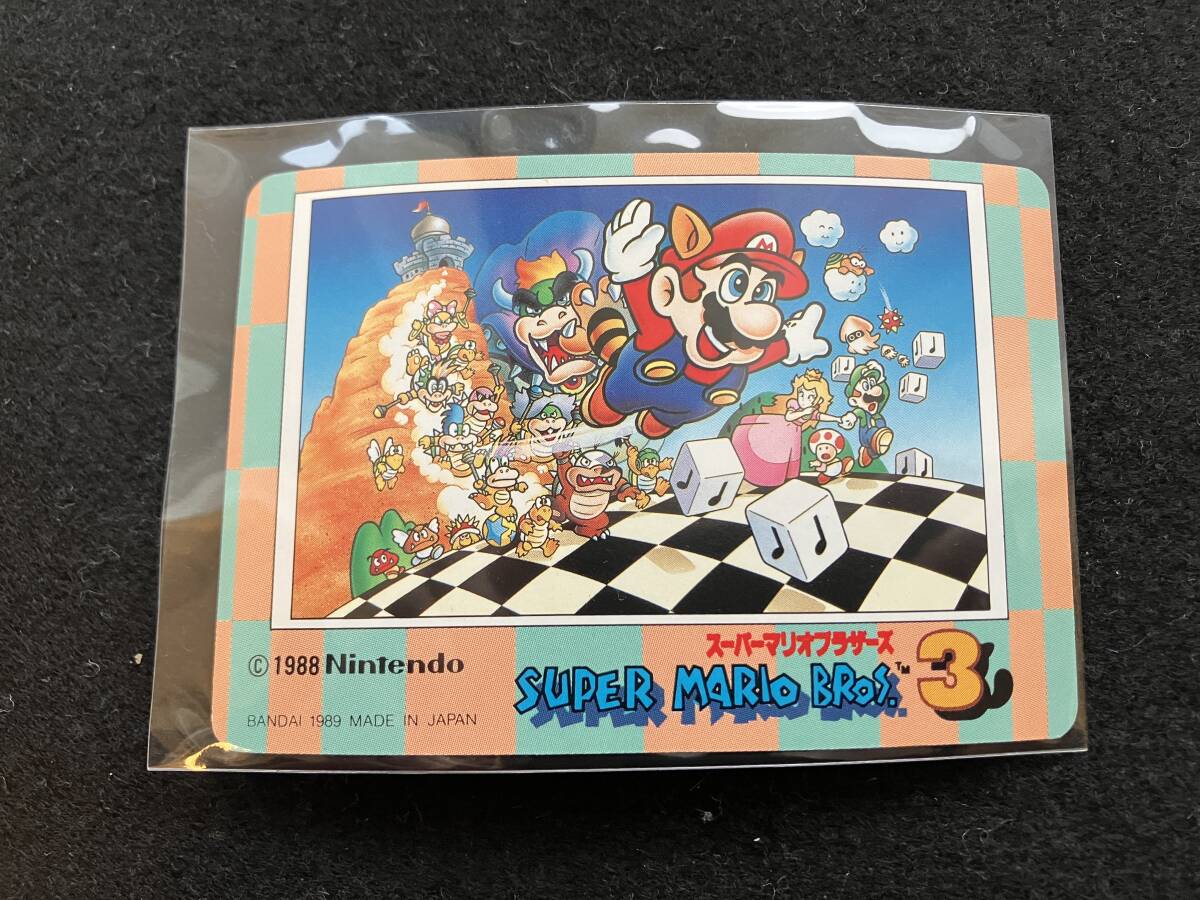 M
スーパーマリオブラザーズ
SUPER MARIO BROS.™ 3
© 1988 Nintendo
BANDAI 1989 MADE IN JAPAN